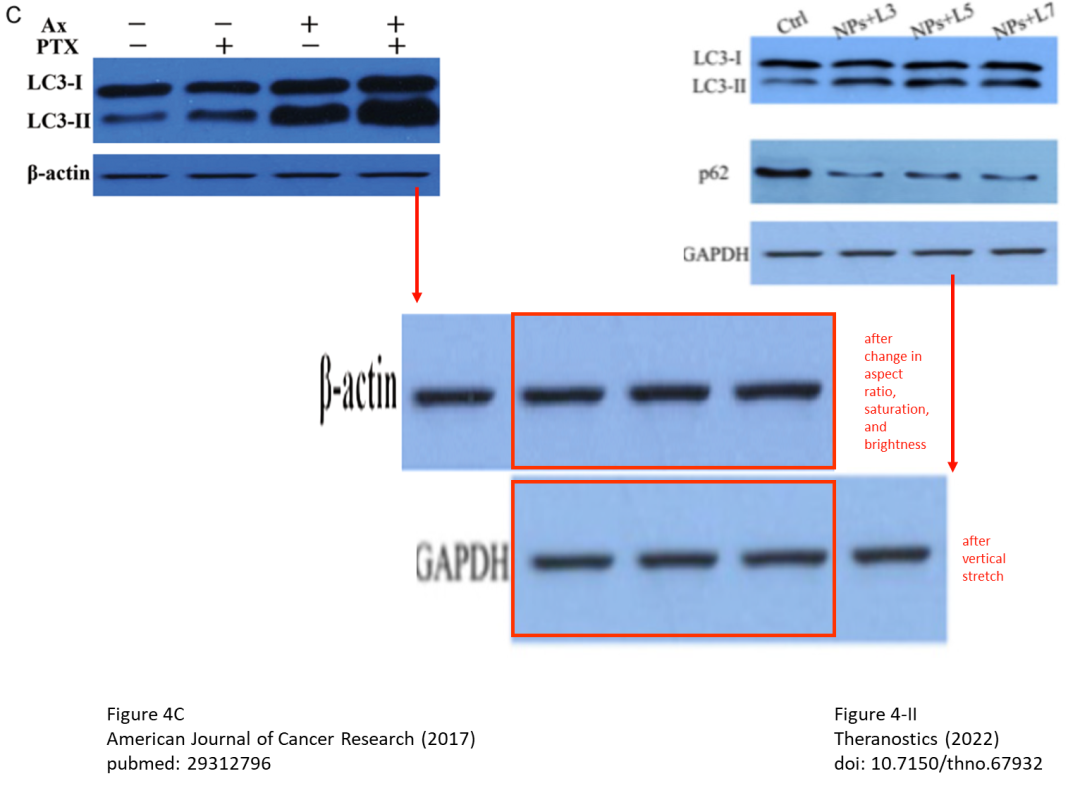 C
Ax − − + +
PTX − + − +
LC3-I
LC3-II
β-actin
Ctrl NPs+L3 NPs+L5 NPs+L7
LC3-I
LC3-II
p62
GAPDH
β-actin
after
change in
aspect
ratio,
saturation,
and
brightness
GAPDH
after
vertical
stretch
Figure 4C
American Journal of Cancer Research (2017)
pubmed: 29312796
Figure 4-II
Theranostics (2022)
doi: 10.7150/thno.67932